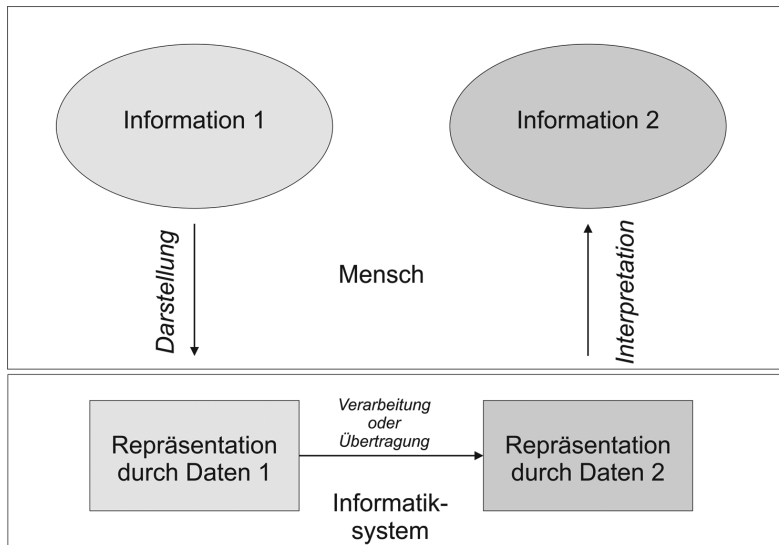 Information 1
Information 2
Darstellung
Mensch
Interpretation
Repräsentation
durch Daten 1
Verarbeitung
oder
Übertragung
Repräsentation
durch Daten 2
Informatik-
system